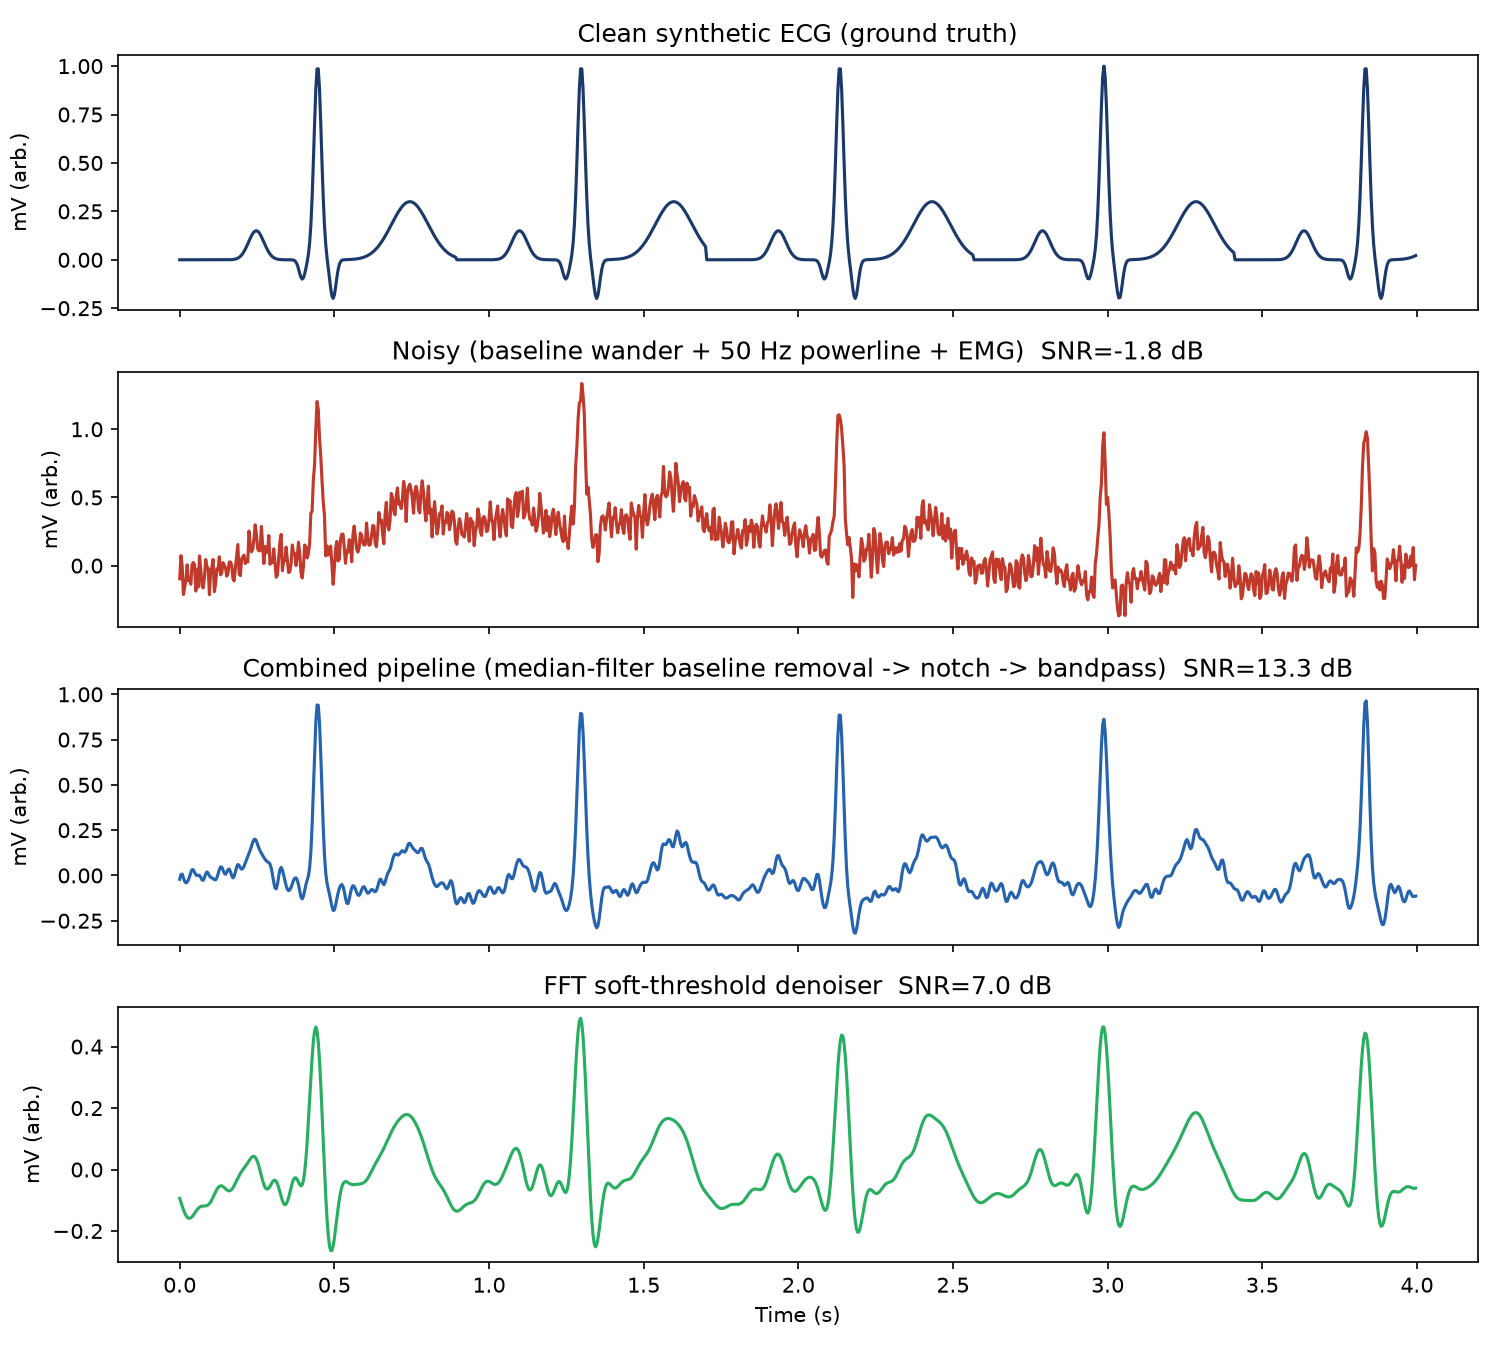 Clean synthetic ECG (ground truth)
mV (arb.)
1.00
0.75
0.50
0.25
0.00
−0.25
Noisy (baseline wander + 50 Hz powerline + EMG)  SNR=-1.8 dB
mV (arb.)
1.0
0.5
0.0
Combined pipeline (median-filter baseline removal -> notch -> bandpass)  SNR=13.3 dB
mV (arb.)
1.00
0.75
0.50
0.25
0.00
−0.25
FFT soft-threshold denoiser  SNR=7.0 dB
mV (arb.)
0.4
0.2
0.0
−0.2
0.0 0.5 1.0 1.5 2.0 2.5 3.0 3.5 4.0
Time (s)